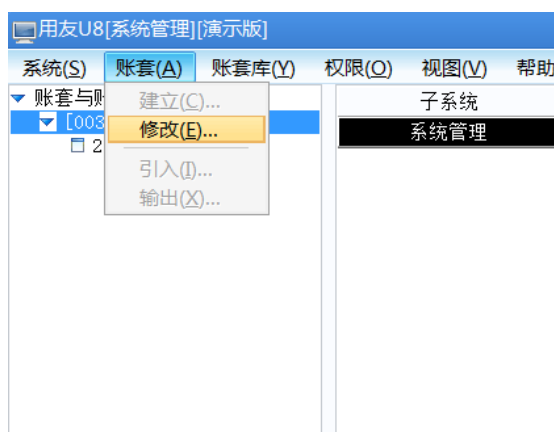 用友U8[系统管理][演示版]
系统(S) 账套(A) 账套库(Y) 权限(O) 视图(V) 帮助
账套与
[003
2
建立(C)...
修改(E)...
引入(I)...
输出(X)...
子系统
系统管理